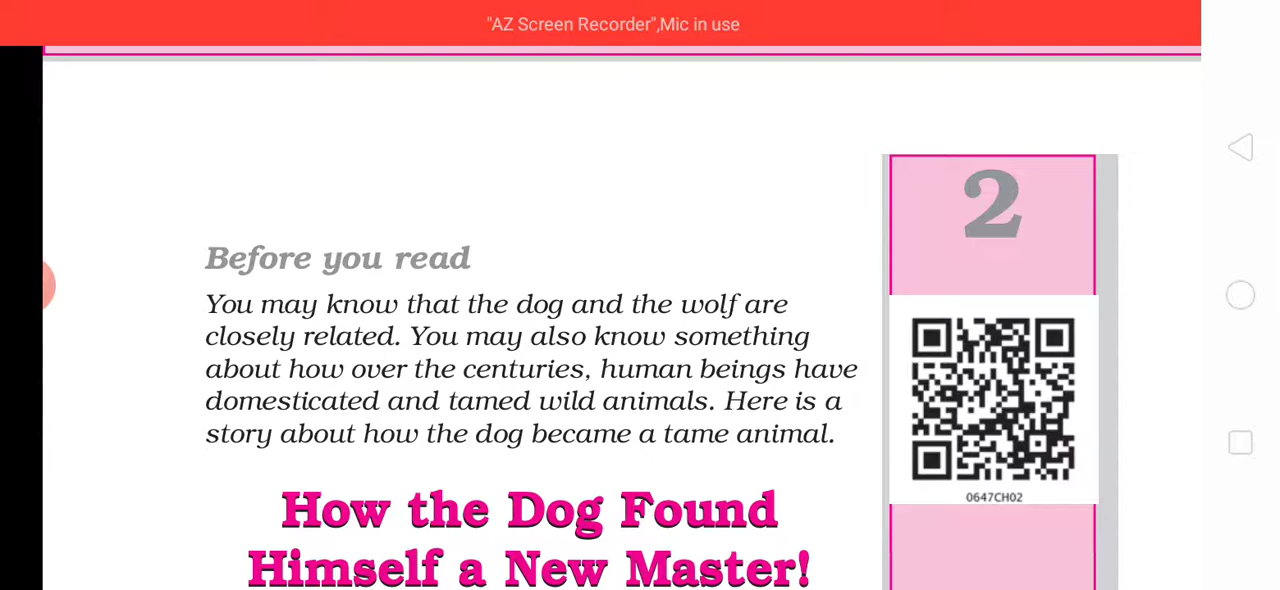 "AZ Screen Recorder",Mic in use
2
Before you read
You may know that the dog and the wolf are
closely related. You may also know something
about how over the centuries, human beings have
domesticated and tamed wild animals. Here is a
story about how the dog became a tame animal.
0647CH02
How the Dog Found
Himself a New Master!